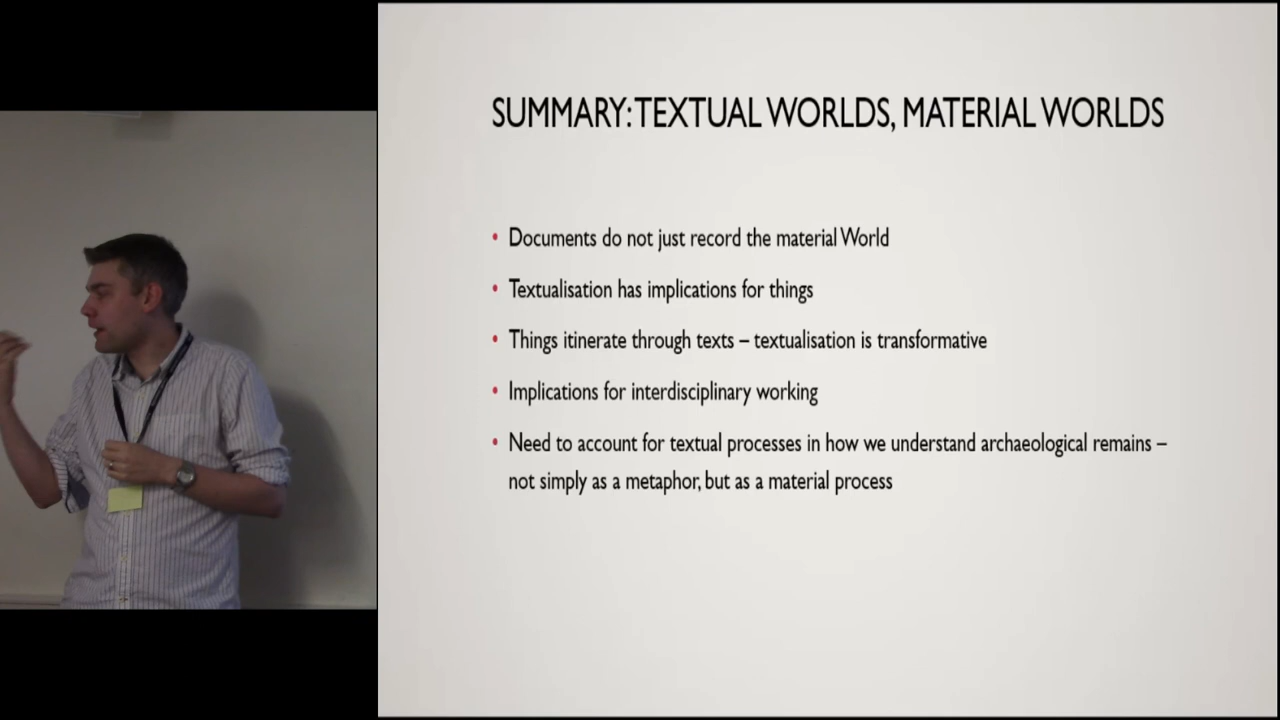 SUMMARY: TEXTUAL WORLDS, MATERIAL WORLDS
• Documents do not just record the material World
• Textualisation has implications for things
• Things itinerate through texts – textualisation is transformative
• Implications for interdisciplinary working
• Need to account for textual processes in how we understand archaeological remains –
not simply as a metaphor, but as a material process